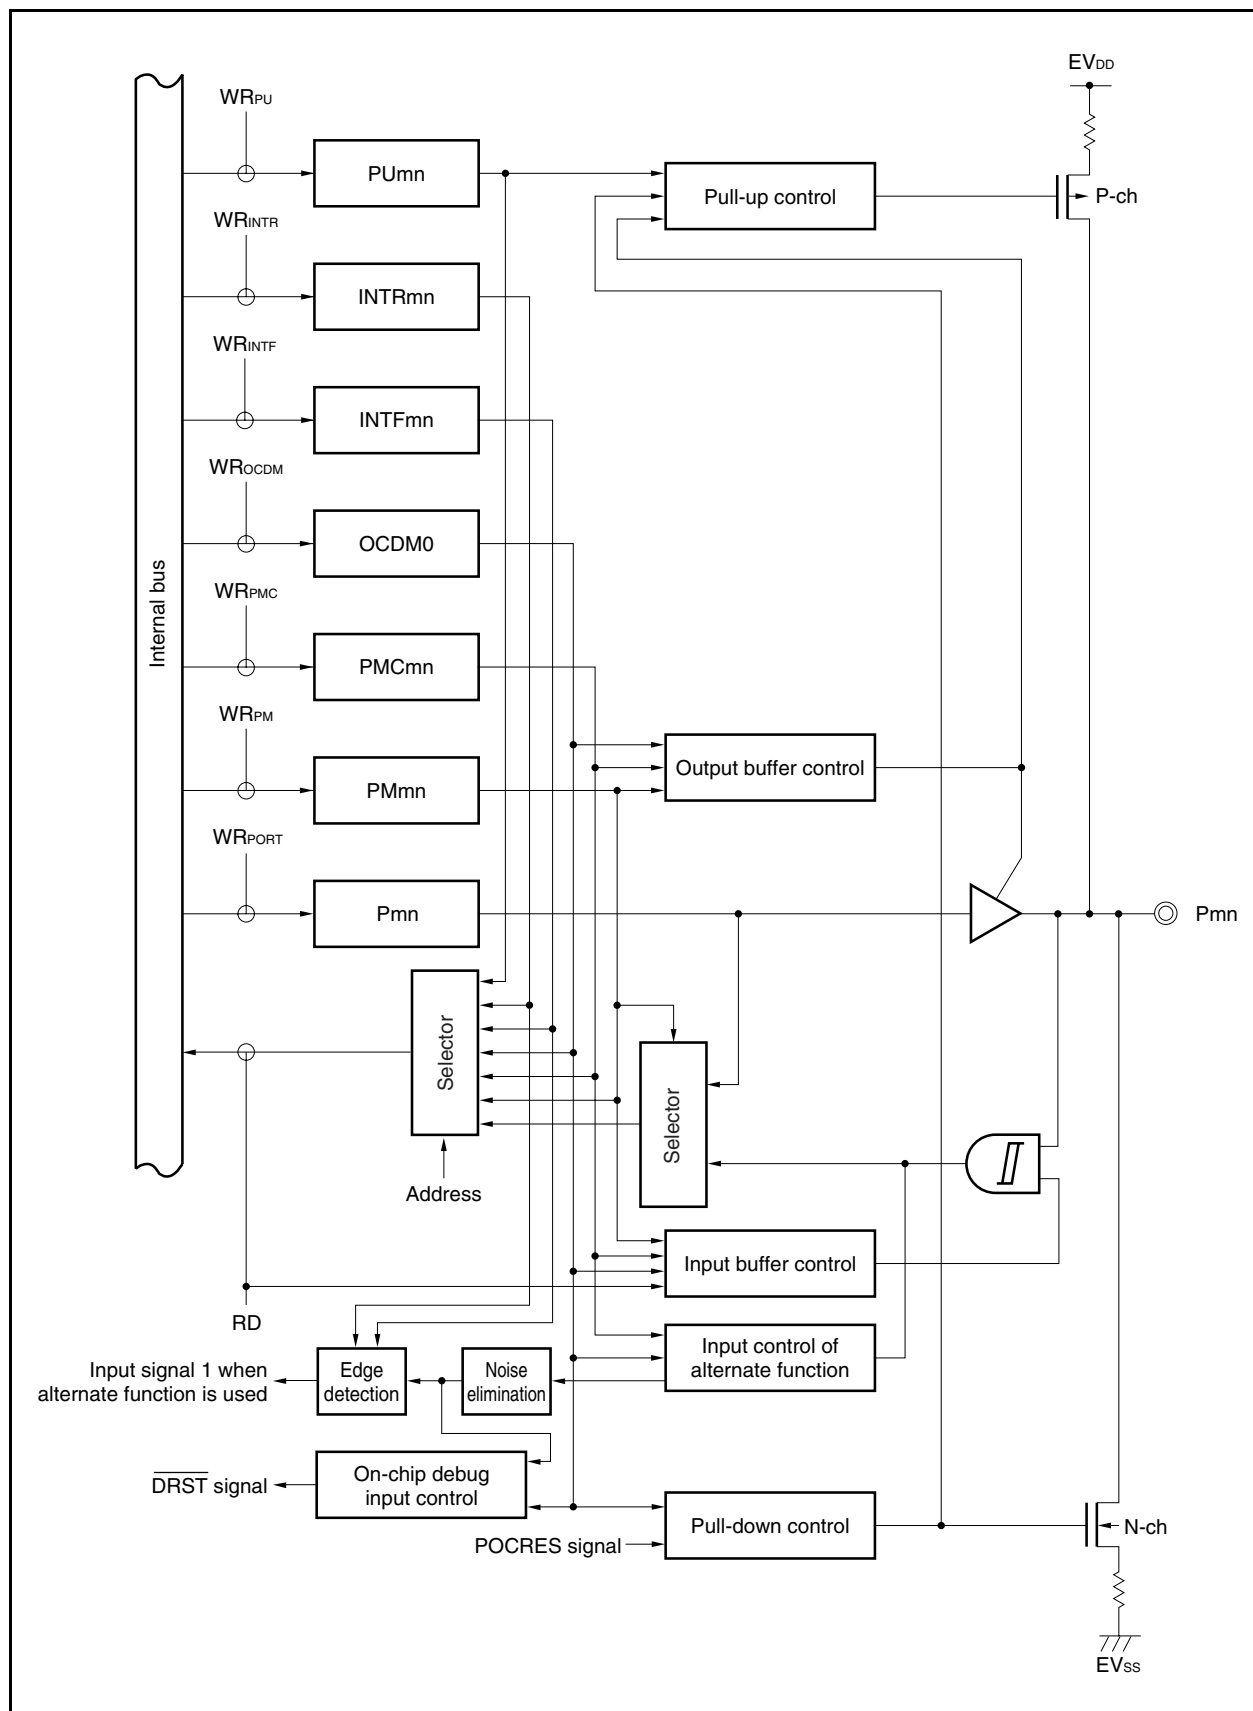 EVDD
WRPU
PUmn
Pull-up control
P-ch
WRINTR
INTRmn
WRINTF
INTFmn
WROCDM
OCDM0
Internal bus
WRPMC
PMCmn
WRPM
PMmn
Output buffer control
WRPORT
Pmn
Pmn
Selector
Selector
Address
Input buffer control
RD
Input signal 1 when
alternate function is used
Edge
detection
Noise
elimination
Input control of
alternate function
DRST signal
On-chip debug
input control
Pull-down control
POCRES signal
N-ch
EVSS